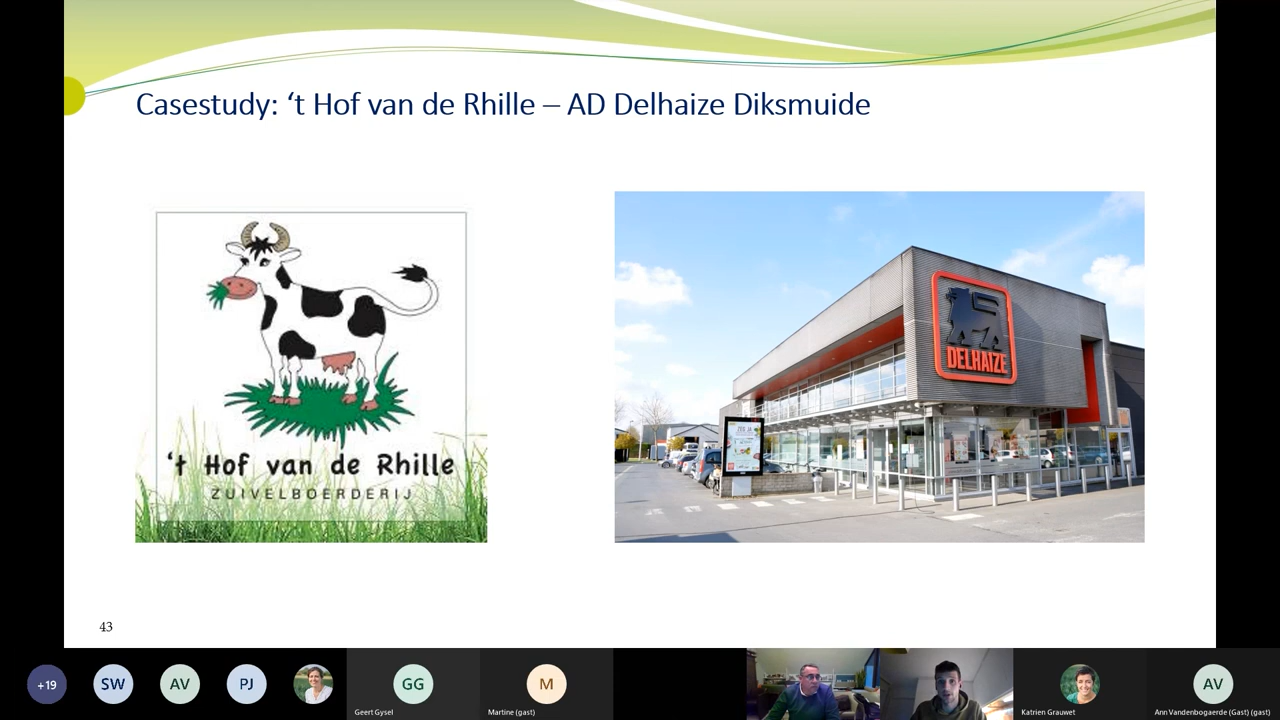 Casestudy: ‘t Hof van de Rhille – AD Delhaize Diksmuide
‘t Hof van de Rhille
ZUIVELBOERDERIJ
DELHAIZE
43
+19
SW
AV
PJ
GG
Geert Gysel
M
Martine (gast)
Katrien Grauwet
AV
Ann Vandenbogaerde (Gast) (gast)